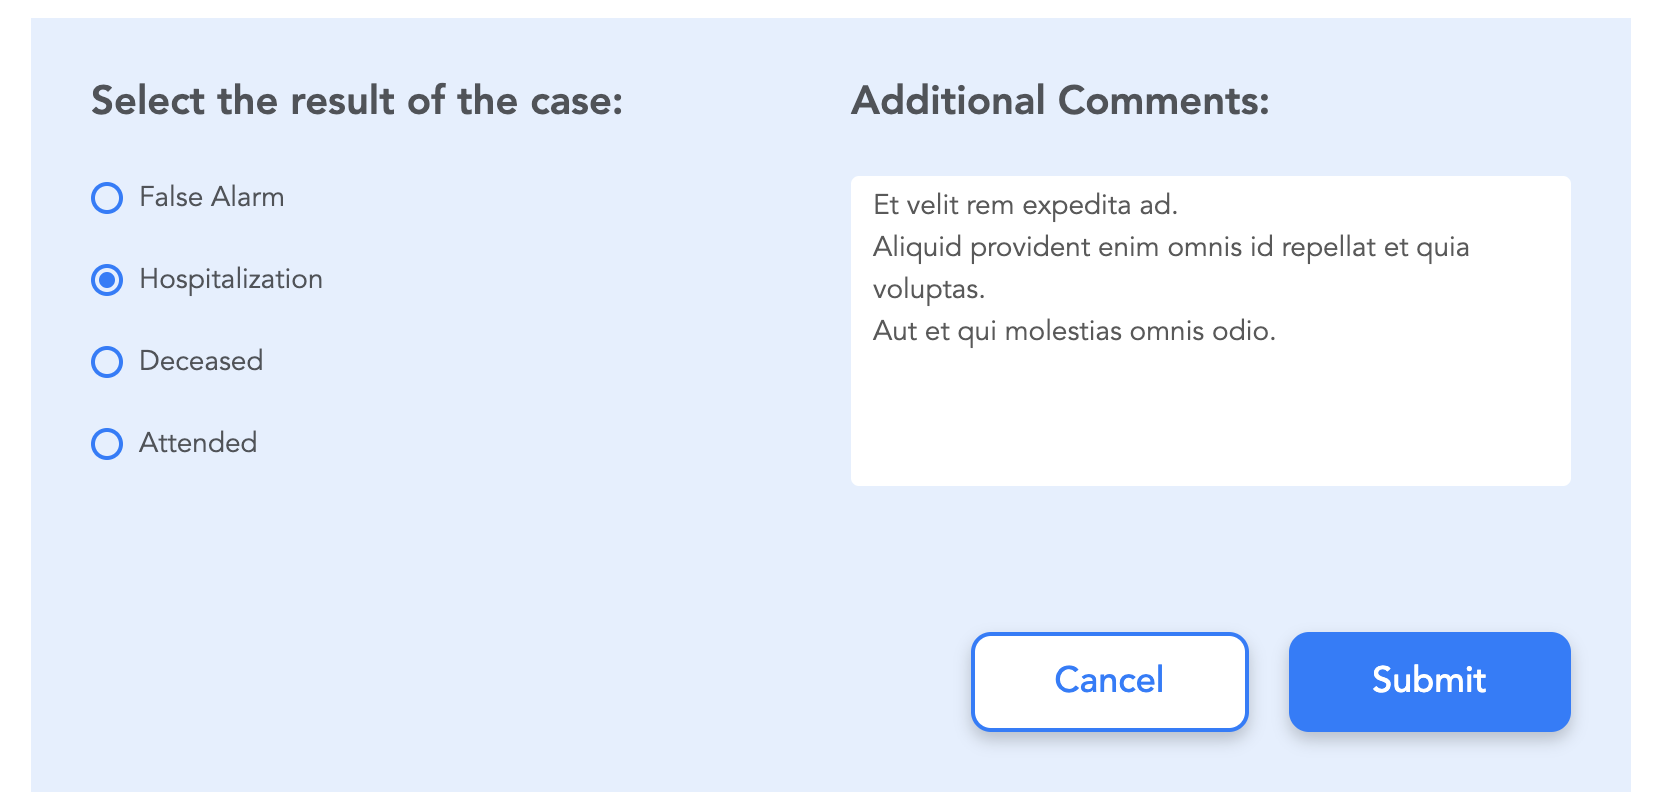 Select the result of the case:
False Alarm
Hospitalization
Deceased
Attended
Additional Comments:
Et velit rem expedita ad.
Aliquid provident enim omnis id repellat et quia
voluptas.
Aut et qui molestias omnis odio.
Cancel
Submit